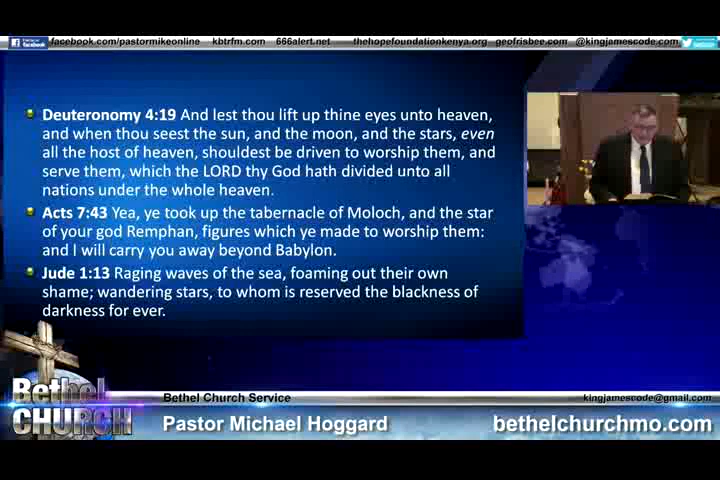 facebook facebook.com/pastormikeonline kbtrfm.com 666alert.net thehopefoundationkenya.org geofrisbee.com @kingjamescode.com twitter
Deuteronomy 4:19 And lest thou lift up thine eyes unto heaven,
and when thou seest the sun, and the moon, and the stars, even
all the host of heaven, shouldest be driven to worship them, and
serve them, which the LORD thy God hath divided unto all
nations under the whole heaven.
Acts 7:43 Yea, ye took up the tabernacle of Moloch, and the star
of your god Remphan, figures which ye made to worship them:
and I will carry you away beyond Babylon.
Jude 1:13 Raging waves of the sea, foaming out their own
shame; wandering stars, to whom is reserved the blackness of
darkness for ever.
Bethel
CHURCH
Bethel Church Service kingjamescode@gmail.com
Pastor Michael Hoggard bethelchurchmo.com